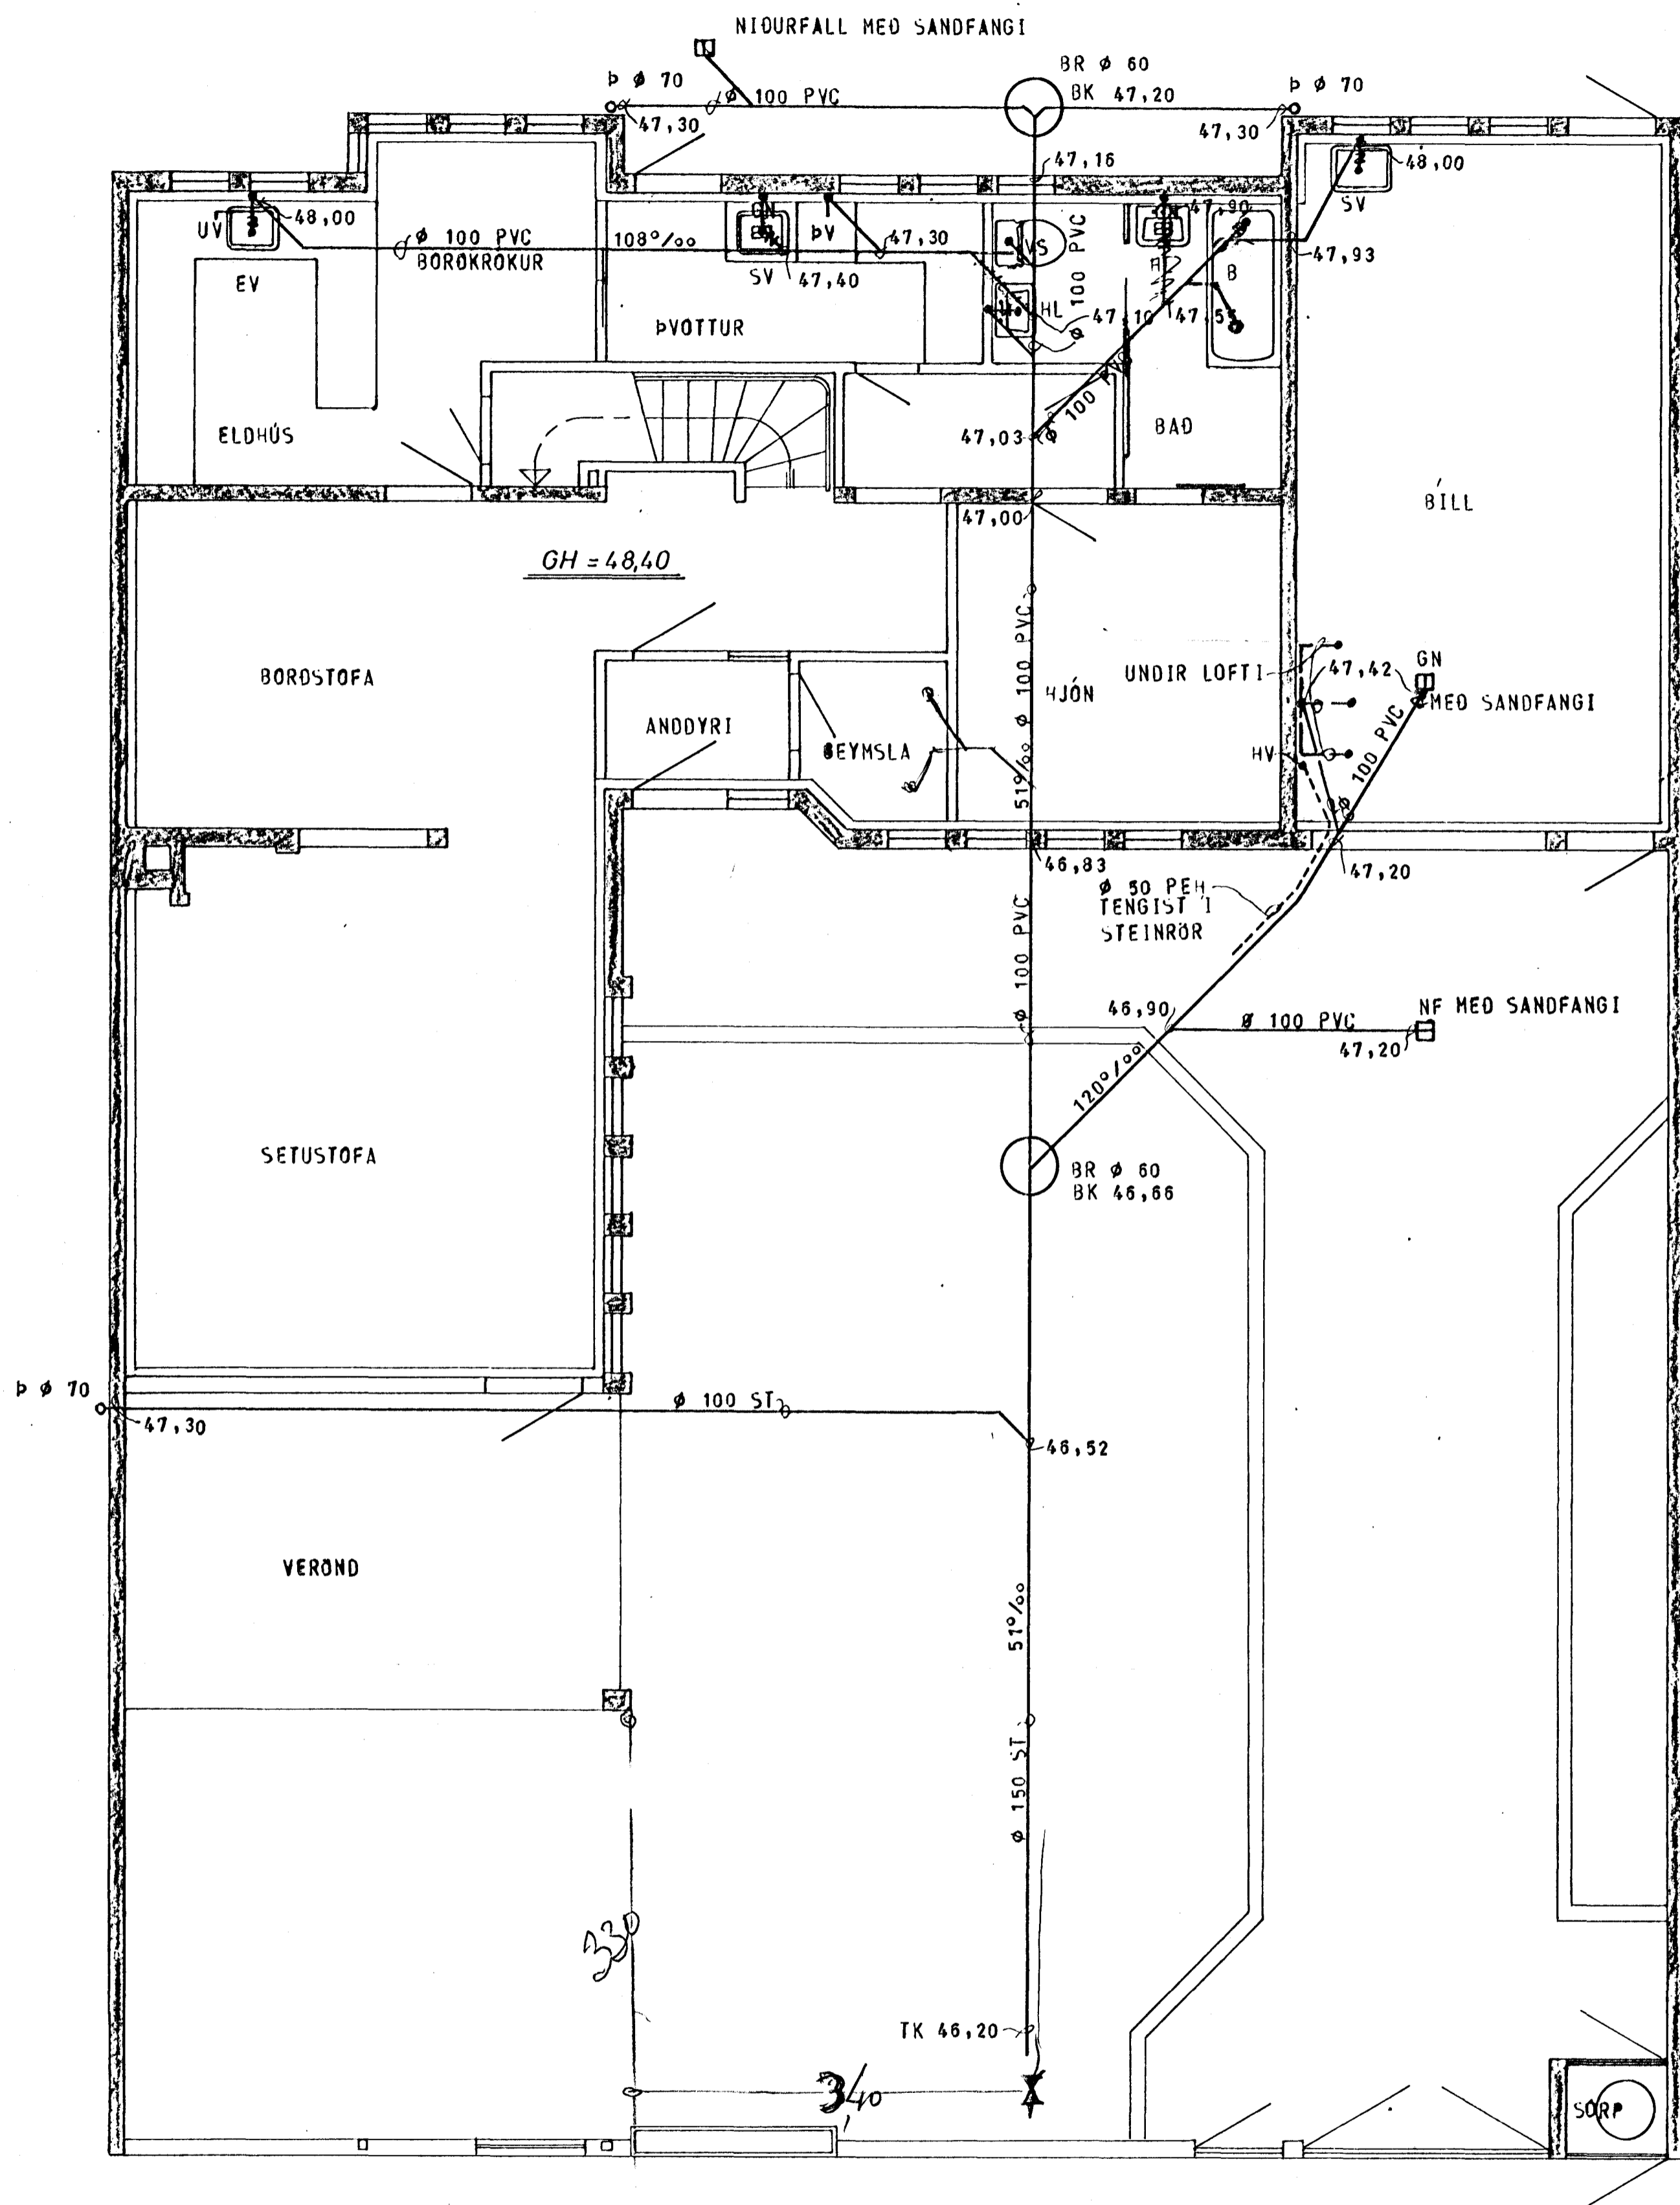 NIÐURFALL MEÐ SANDFANGI
BR ø 60
BK 47,20
Þ ø 70
ø 100 PVC
Þ ø 70
47,30
47,30
47,16
48,00
SV
48,00
UV
EV
ø 100 PVC
BORÐKRÓKUR
108º/oo
GN
SV
47,40
ÞV
47,30
VS
ø 100 PVC
HL
47,90
B
47,93
47,10
47,55
ÞVOTTUR
ELDHÚS
ø 100
47,03
BAÐ
BÍLL
47,00
GH = 48,40
BORÐSTOFA
ANDDYRI
GEYMSLA
51º/oo ø 100 PVC
HJÓN
UNDIR LOFTI
47,42
GN
MEÐ SANDFANGI
HV
ø 100 PVC
46,83
47,20
ø 50 PEH
TENGIST Í
STEINRÖR
ø 100 PVC
46,90
ø 100 PVC
NF MEÐ SANDFANGI
47,20
120º/oo
BR ø 60
BK 46,66
SETUSTOFA
Þ ø 70
47,30
ø 100 ST
46,52
VERÖND
51º/oo
ø 150 ST
330
TK 46,20
340
SORP